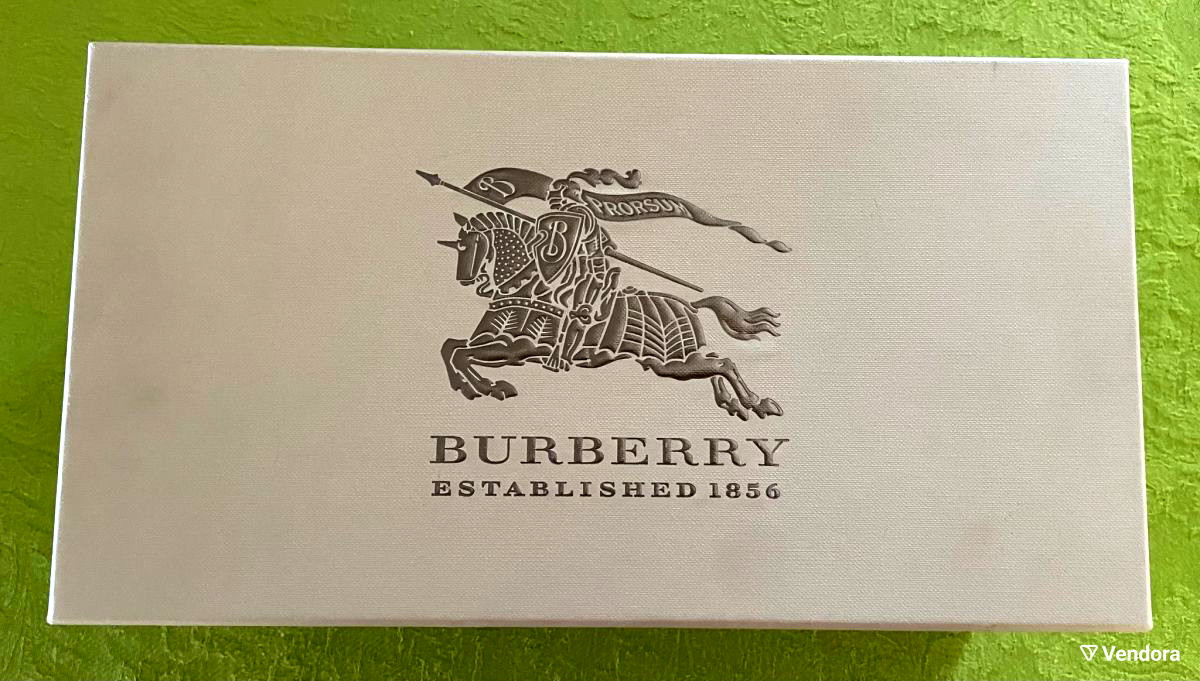 B
PRORSUM
B
BURBERRY
ESTABLISHED 1856
Vendora